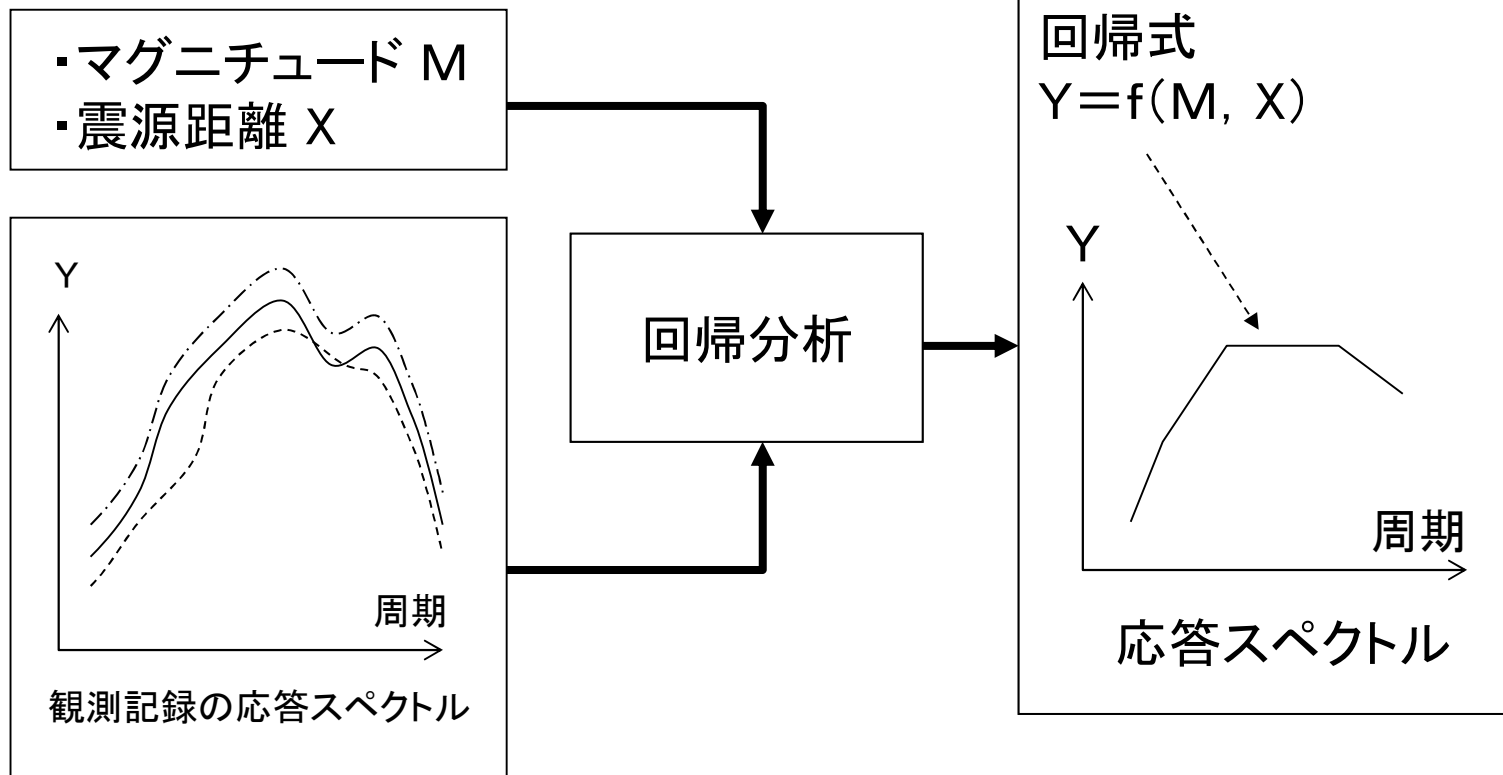 ・マグニチュード M
・震源距離 X
Y
周期
観測記録の応答スペクトル
回帰分析
回帰式
Y=f(M, X)
Y
周期
応答スペクトル